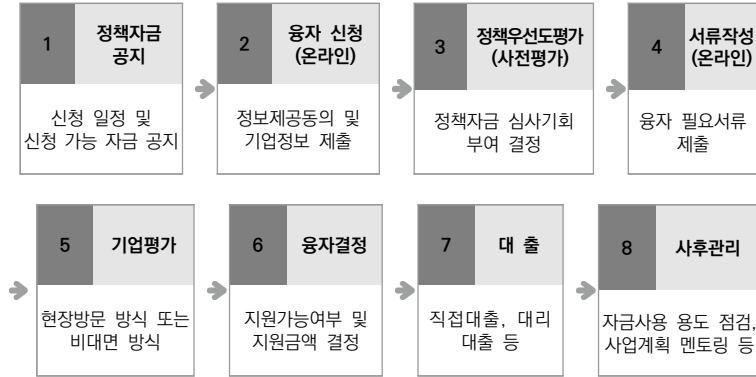 1
정책자금
공지
신청 일정 및
신청 가능 자금 공지
2
융자 신청
(온라인)
정보제공동의 및
기업정보 제출
3
정책우선도평가
(사전평가)
정책자금 심사기회
부여 결정
4
서류작성
(온라인)
융자 필요서류
제출
5
기업평가
현장방문 방식 또는
비대면 방식
6
융자결정
지원가능여부 및
지원금액 결정
7
대 출
직접대출, 대리
대출 등
8
사후관리
자금사용 용도 점검,
사업계획 멘토링 등